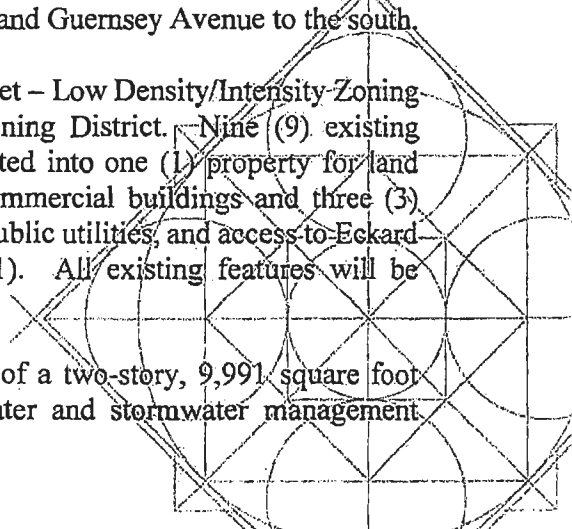 and Guernsey Avenue to the south.
et – Low Density/Intensity Zoning
ning District. Nine (9) existing
ted into one (1) property for land
mmercial buildings and three (3)
ublic utilities, and access to Eckard
1). All existing features will be
of a two-story, 9,991 square foot
ater and stormwater management